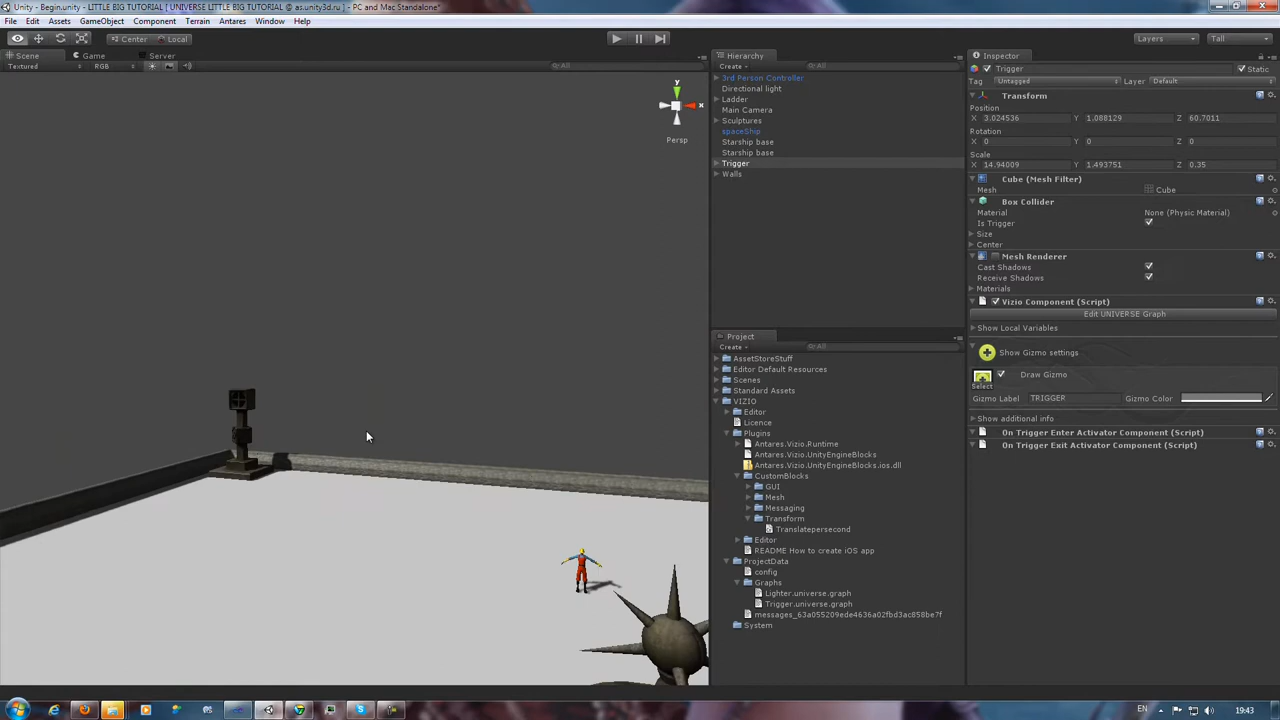 Unity - Begin.unity - LITTLE BIG TUTORIAL [ UNIVERSE LITTLE BIG TUTORIAL @ as.unity3d.ru ] - PC and Mac Standalone*
File Edit Assets GameObject Component Terrain Antares Window Help
Center Local Layers Tall
Scene Game Server
Textured RGB All
y
x
Persp
Hierarchy
Create All
3rd Person Controller
Directional light
Ladder
Main Camera
Sculptures
spaceShip
Starship base
Starship base
Trigger
Walls
Project
Create All
AssetStoreStuff
Editor Default Resources
Scenes
Standard Assets
VIZIO
Editor
Licence
Plugins
Antares.Vizio.Runtime
Antares.Vizio.UnityEngineBlocks
Antares.Vizio.UnityEngineBlocks.ios.dll
CustomBlocks
GUI
Mesh
Messaging
Transform
Translatepersecond
Editor
README How to create iOS app
ProjectData
config
Graphs
Lighter.universe.graph
Trigger.universe.graph
messages_63a055209ede4636a02fbd3ac858be7f
System
Inspector
Trigger Static
Tag Untagged Layer Default
Transform
Position
X 3.024536 Y 1.088129 Z 60.7011
Rotation
X 0 Y 0 Z 0
Scale
X 14.94009 Y 1.493751 Z 0.35
Cube (Mesh Filter)
Mesh Cube
Box Collider
Material None (Physic Material)
Is Trigger
Size
Center
Mesh Renderer
Cast Shadows
Receive Shadows
Materials
Vizio Component (Script)
Edit UNIVERSE Graph
Show Local Variables
Show Gizmo settings
Draw Gizmo
Select
Gizmo Label TRIGGER Gizmo Color
Show additional info
On Trigger Enter Activator Component (Script)
On Trigger Exit Activator Component (Script)
EN 19:43